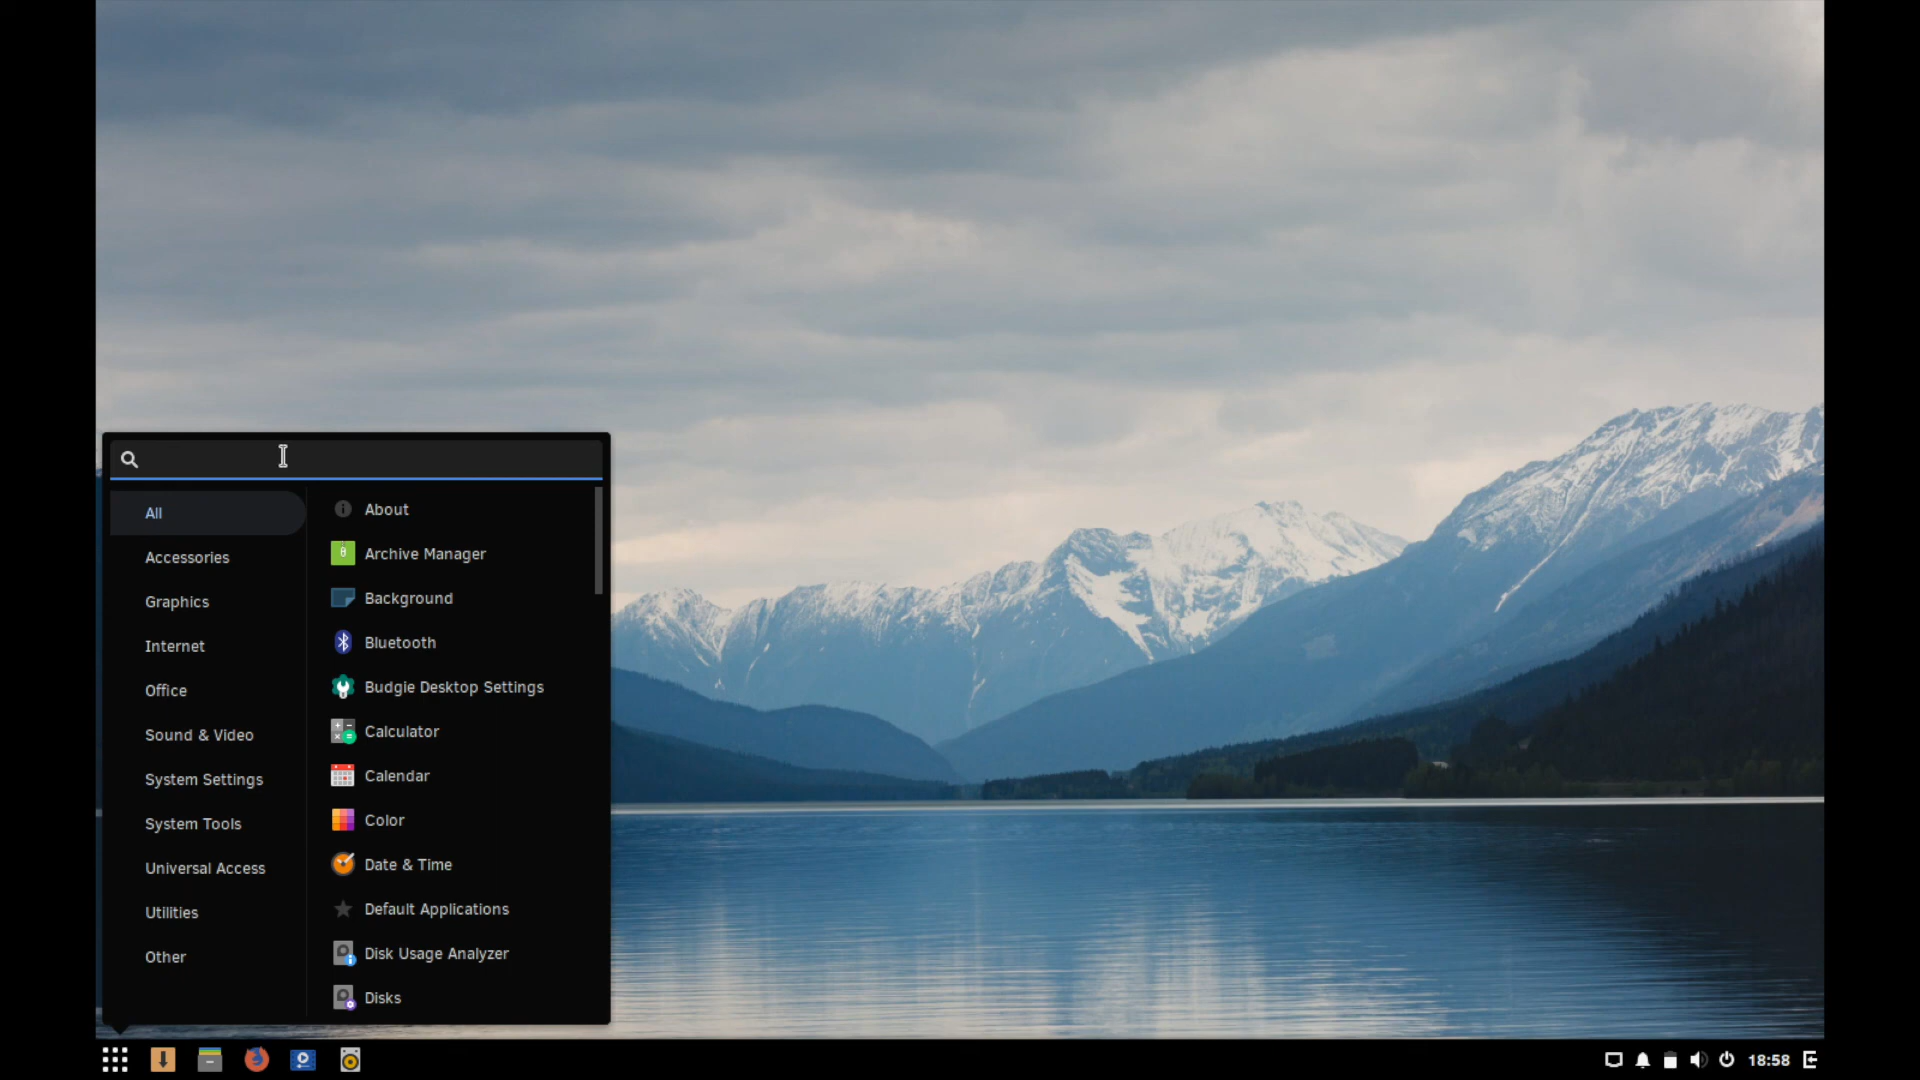 All
Accessories
Graphics
Internet
Office
Sound & Video
System Settings
System Tools
Universal Access
Utilities
Other
About
Archive Manager
Background
Bluetooth
Budgie Desktop Settings
Calculator
Calendar
Color
Date & Time
Default Applications
Disk Usage Analyzer
Disks
18:58